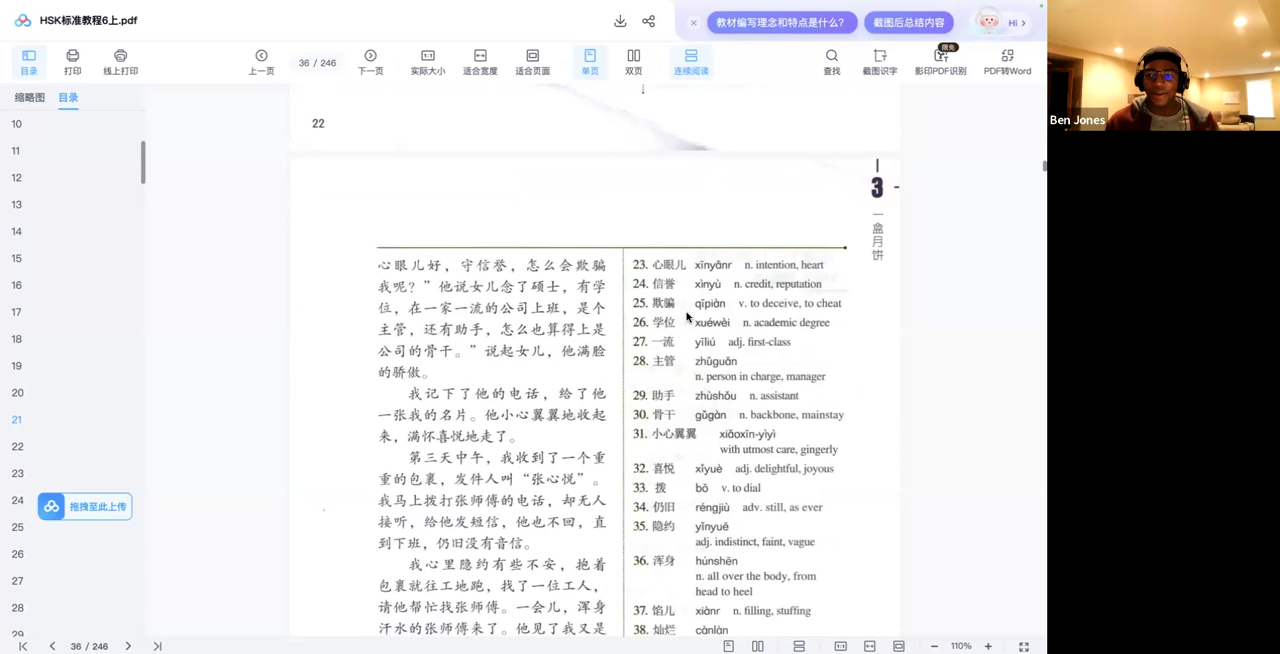 HSK标准教程6上.pdf
教材编写理念和特点是什么?
截图后总结内容
Hi
目录
打印
线上打印
上一页
36 / 246
下一页
实际大小
适合宽度
适合页面
单页
双页
连续阅读
查找
截图识字
限免
影印PDF识别
PDF转Word
Ben Jones
缩略图
目录
10
11
12
13
14
15
16
17
18
19
20
21
22
23
24
25
26
27
28
29
拖拽至此上传
22
3
一盒月饼
心眼儿好，守信誉，怎么会欺骗
我呢？”他说女儿念了硕士，有学
位，在一家一流的公司上班，是个
主管，还有助手，怎么也算得上是
公司的骨干。”说起女儿，他满脸
的骄傲。
我记下了他的电话，给了他
一张我的名片。他小心翼翼地收起
来，满怀喜悦地走了。
第三天中午，我收到了一个重
重的包裹，发件人叫“张心悦”。
我马上拨打张师傅的电话，却无人
接听，给他发短信，他也不回，直
到下班，仍旧没有音信。
我心里隐约有些不安，抱着
包裹就往工地跑，找了一位工人，
请他帮忙找张师傅。一会儿，浑身
汗水的张师傅来了。他见了我又是
23. 心眼儿 xīnyǎnr n. intention, heart
24. 信誉 xìnyù n. credit, reputation
25. 欺骗 qīpiàn v. to deceive, to cheat
26. 学位 xuéwèi n. academic degree
27. 一流 yīliú adj. first-class
28. 主管 zhǔguǎn
n. person in charge, manager
29. 助手 zhùshǒu n. assistant
30. 骨干 gǔgàn n. backbone, mainstay
31. 小心翼翼 xiǎoxīn-yìyì
with utmost care, gingerly
32. 喜悦 xǐyuè adj. delightful, joyous
33. 拨 bō v. to dial
34. 仍旧 réngjiù adv. still, as ever
35. 隐约 yǐnyuē
adj. indistinct, faint, vague
36. 浑身 húnshēn
n. all over the body, from
head to heel
37. 馅儿 xiànr n. filling, stuffing
38. 灿烂 cànlàn
36 / 246
110%